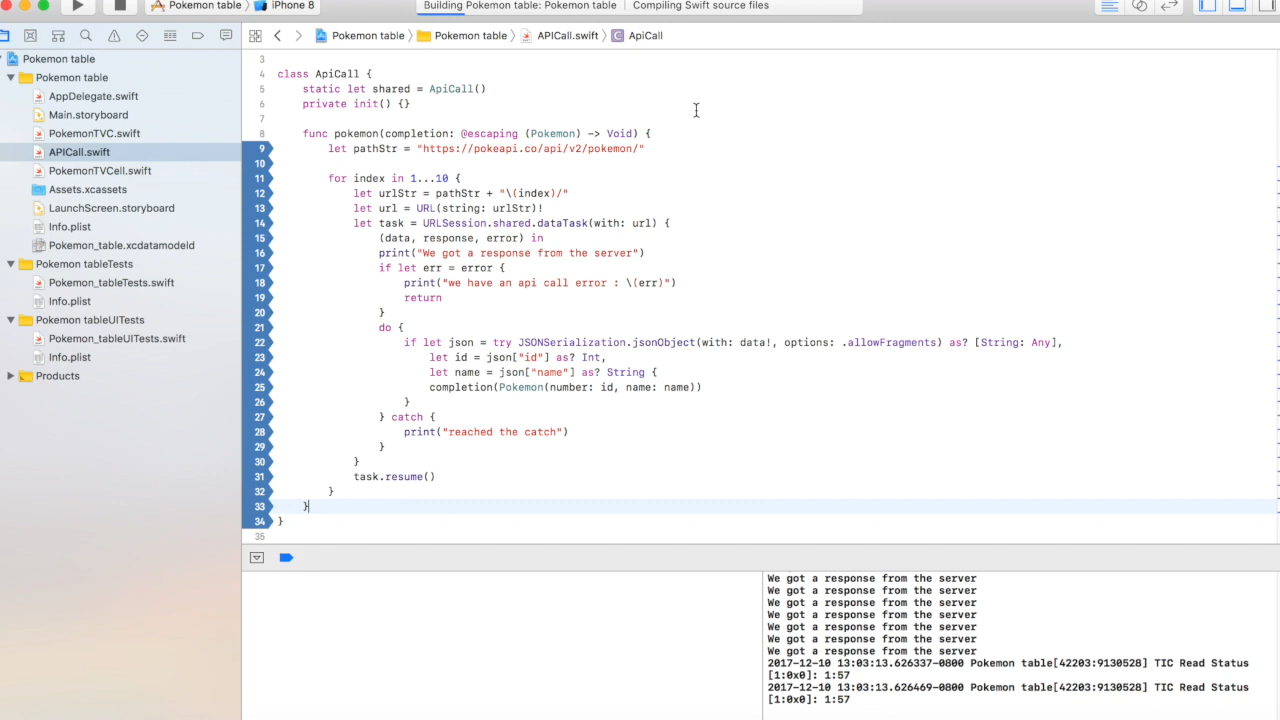 Pokemon table iPhone 8 Building Pokemon table: Pokemon table Compiling Swift source files
Pokemon table Pokemon table APICall.swift C ApiCall
Pokemon table
Pokemon table
AppDelegate.swift
Main.storyboard
PokemonTVC.swift
APICall.swift
PokemonTVCell.swift
Assets.xcassets
LaunchScreen.storyboard
Info.plist
Pokemon_table.xcdatamodeld
Pokemon tableTests
Pokemon_tableTests.swift
Info.plist
Pokemon tableUITests
Pokemon_tableUITests.swift
Info.plist
Products
3
4 class ApiCall {
5 static let shared = ApiCall()
6 private init() {}
7
8 func pokemon(completion: @escaping (Pokemon) -> Void) {
9 let pathStr = "https://pokeapi.co/api/v2/pokemon/"
10
11 for index in 1...10 {
12 let urlStr = pathStr + "\(index)/"
13 let url = URL(string: urlStr)!
14 let task = URLSession.shared.dataTask(with: url) {
15 (data, response, error) in
16 print("We got a response from the server")
17 if let err = error {
18 print("we have an api call error : \(err)")
19 return
20 }
21 do {
22 if let json = try JSONSerialization.jsonObject(with: data!, options: .allowFragments) as? [String: Any],
23 let id = json["id"] as? Int,
24 let name = json["name"] as? String {
25 completion(Pokemon(number: id, name: name))
26 }
27 } catch {
28 print("reached the catch")
29 }
30 }
31 task.resume()
32 }
33 }
34 }
35
We got a response from the server
We got a response from the server
We got a response from the server
We got a response from the server
We got a response from the server
We got a response from the server
We got a response from the server
2017-12-10 13:03:13.626337-0800 Pokemon table[42203:9130528] TIC Read Status
[1:0x0]: 1:57
2017-12-10 13:03:13.626469-0800 Pokemon table[42203:9130528] TIC Read Status
[1:0x0]: 1:57